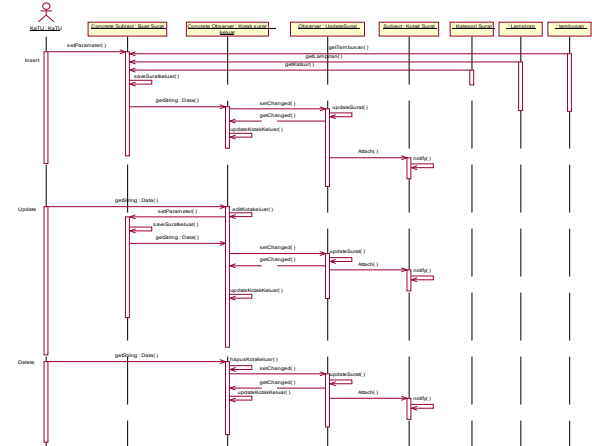 KaTU : KaTU
Concrete Subject : Buat Surat
Concrete Observer : Kotak surat
keluar
Observer : UpdateSurat
Subject : Kotak Surat
: Kategori Surat
: Lampiran
: tembusan
Insert
setParameter( )
getTembusan( )
getLampiran( )
getKatsur( )
saveSuratkeluar( )
getString : Data( )
setChanged( )
updateSurat( )
getChanged( )
updateKotakKeluar( )
Attach( )
notify( )
Update
getString : Data( )
editKotakeluar( )
setParameter( )
saveSuratkeluar( )
getString : Data( )
setChanged( )
updateSurat( )
getChanged( )
Attach( )
notify( )
updateKotakKeluar( )
Delete
getString : Data( )
hapusKotakeluar( )
setChanged( )
updateSurat( )
getChanged( )
updateKotakKeluar( )
Attach( )
notify( )